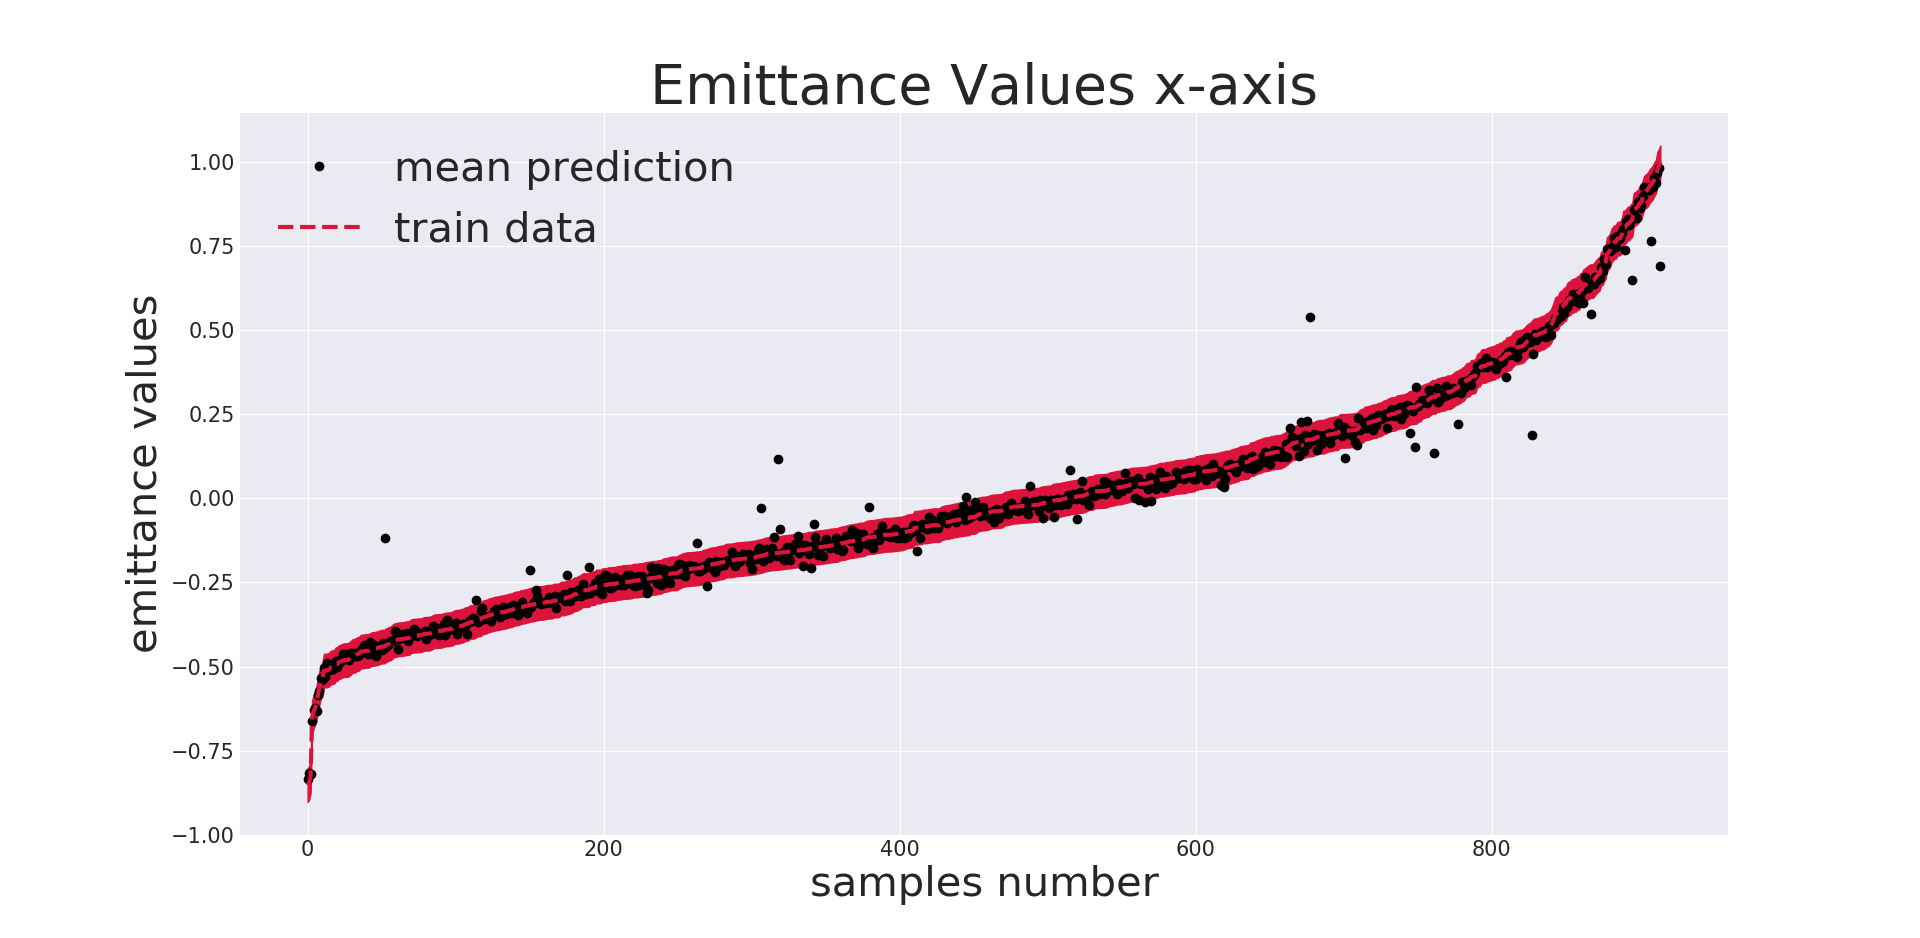 Emittance Values x-axis
mean prediction
train data
emittance values
1.00
0.75
0.50
0.25
0.00
−0.25
−0.50
−0.75
−1.00
0 200 400 600 800
samples number